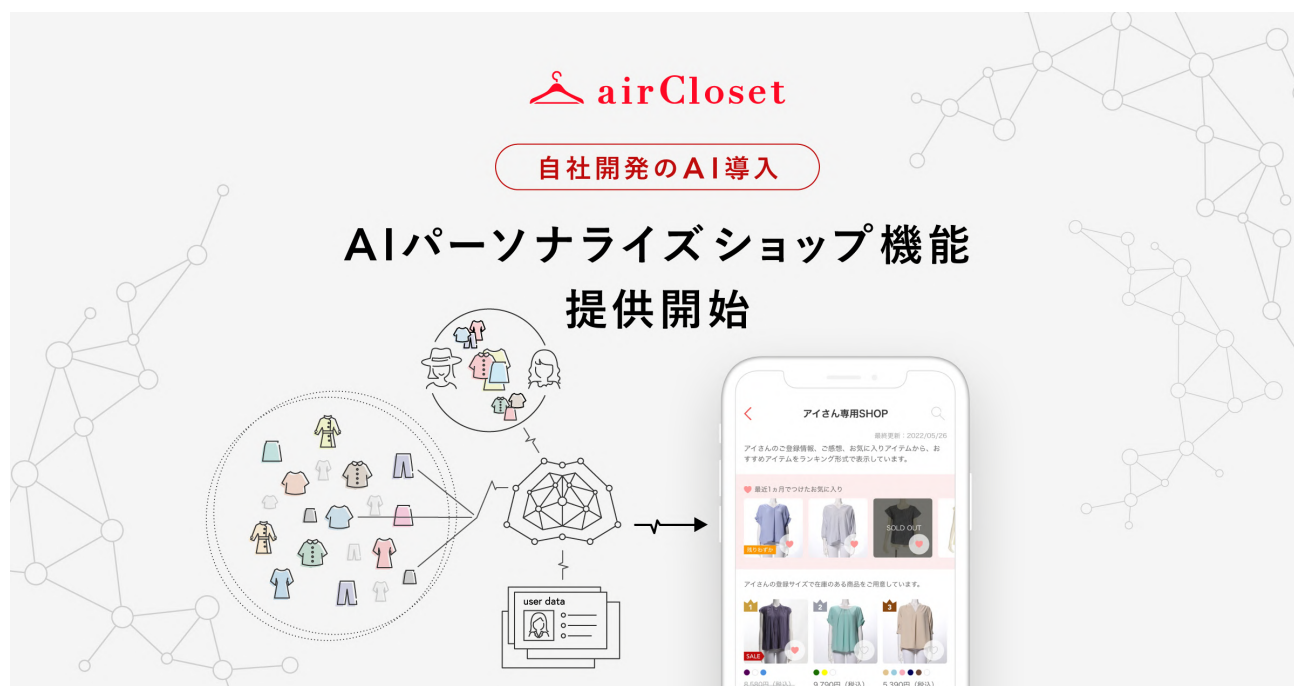 airCloset
自社開発のAI導入
AIパーソナライズショップ機能
提供開始
アイさん専用SHOP
最終更新：2022/05/26
アイさんのご登録情報、ご感想、お気に入りアイテムから、お
すすめアイテムをランキング形式で表示しています。
最近1ヵ月でつけたお気に入り
SOLD OUT
残りわずか
アイさんの登録サイズで在庫のある商品をご用意しています。
1 2 3
SALE
8,580円（税込） 9,790円（税込） 5,390円（税込）
user data